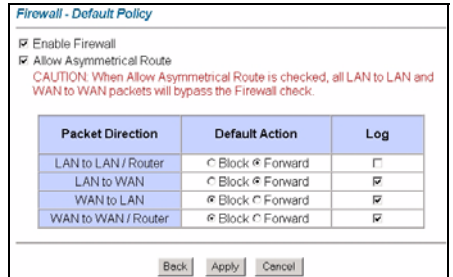 Firewall - Default Policy
Enable Firewall
Allow Asymmetrical Route
CAUTION: When Allow Asymmetrical Route is checked, all LAN to LAN and
WAN to WAN packets will bypass the Firewall check.
Packet Direction Default Action Log
LAN to LAN / Router Block Forward
LAN to WAN Block Forward
WAN to LAN Block Forward
WAN to WAN / Router Block Forward
Back Apply Cancel